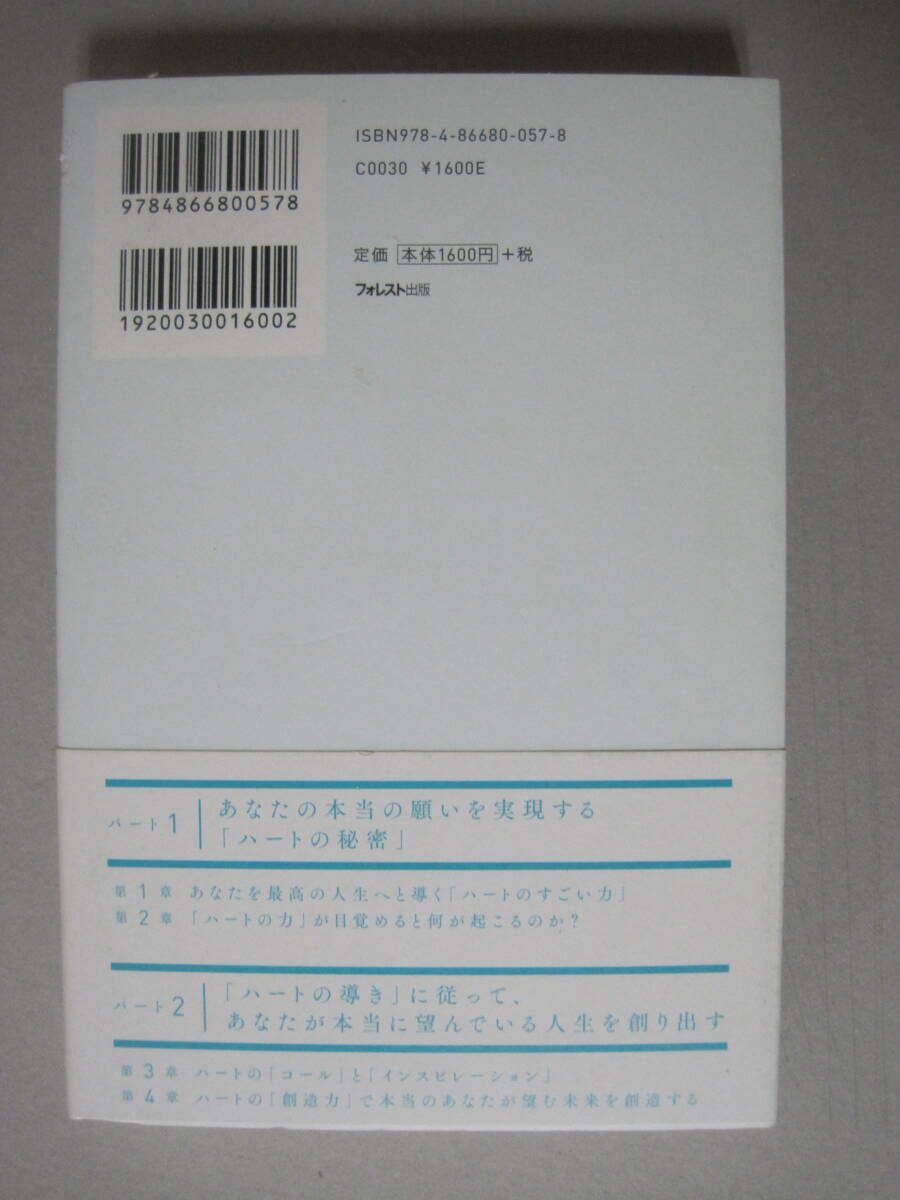 ISBN978-4-86680-057-8
C0030 ¥1600E
9784866800578
定価 本体1600円+税
フォレスト出版
1920030016002
パート1 あなたの本当の願いを実現する
「ハートの秘密」
第1章 あなたを最高の人生へと導く「ハートのすごい力」
第2章 「ハートの力」が目覚めると何が起こるのか?
パート2 「ハートの導き」に従って、
あなたが本当に望んでいる人生を創り出す
第3章 ハートの「コール」と「インスピレーション」
第4章 ハートの「創造力」で本当のあなたが望む未来を創造する